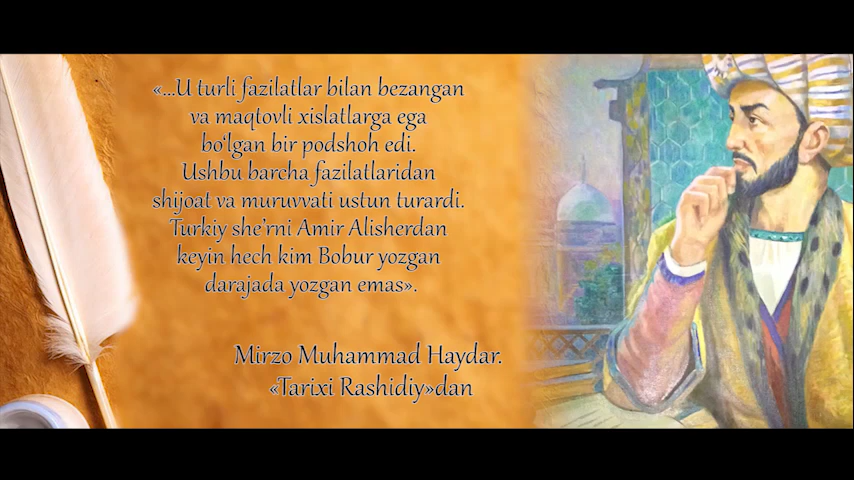 «...U turli fazilatlar bilan bezangan
va maqtovli xislatlarga ega
bo‘lgan bir podshoh edi.
Ushbu barcha fazilatlaridan
shijoat va muruvvati ustun turardi.
Turkiy she’rni Amir Alisherdan
keyin hech kim Bobur yozgan
darajada yozgan emas».
Mirzo Muhammad Haydar.
«Tarixi Rashidiy»dan